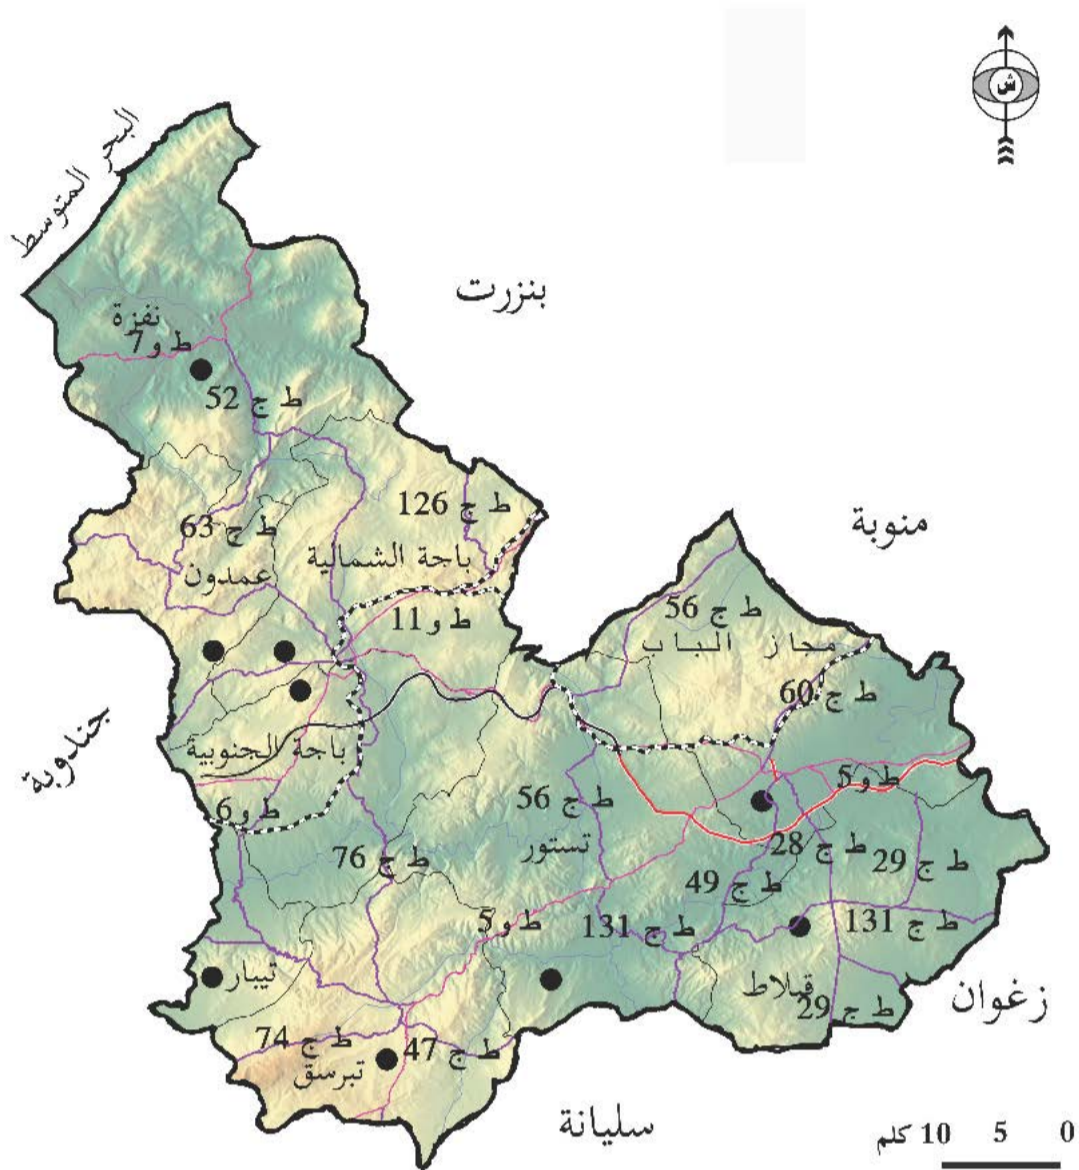 ش
البحر المتوسط
بنزرت
نفزة
ط و 7
ط ج 52
ط ج 126
ط ج 63
باجة الشمالية
عمدون
منوبة
ط و 11
ط ج 56
مجاز الباب
ط ج 60
جندوبة
باجة الجنوبية
ط و 6
ط و 5
ط ج 56
تستور
ط ج 28
ط ج 29
ط ج 76
ط ج 49
ط و 5
ط ج 131
ط ج 131
تيبار
قبلاط
زغوان
ط ج 29
ط ج 74
ط ج 47
تبرسق
سليانة
0 5 10 كلم